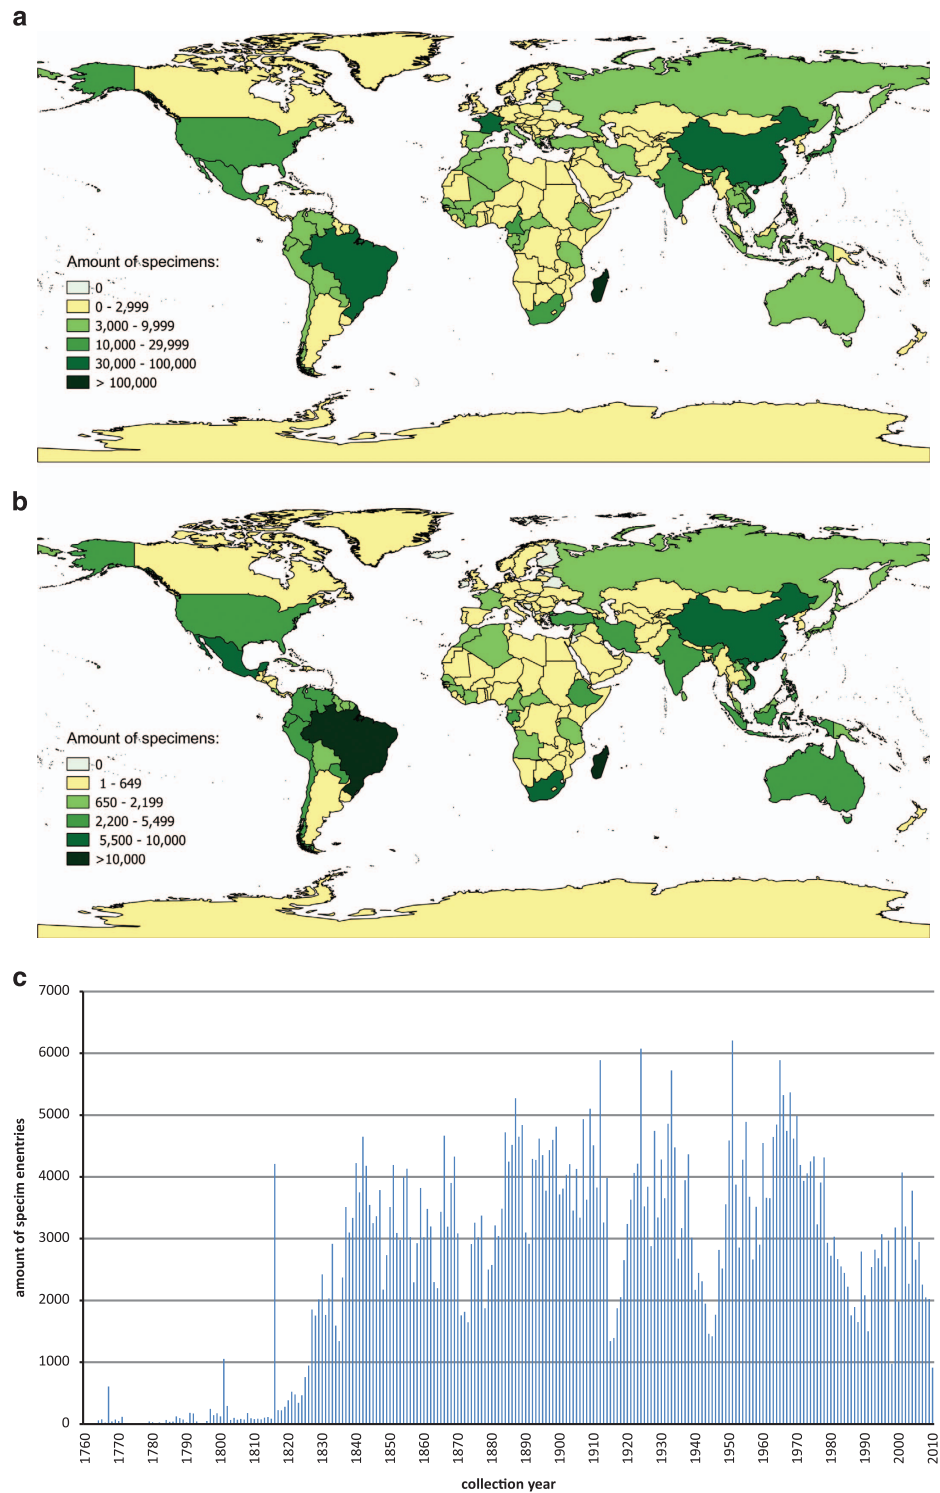 a
Amount of specimens:
0
0 - 2,999
3,000 - 9,999
10,000 - 29,999
30,000 - 100,000
> 100,000
b
Amount of specimens:
0
1 - 649
650 - 2,199
2,200 - 5,499
5,500 - 10,000
>10,000
c
7000
6000
5000
4000
3000
2000
1000
0
amount of specim enentries
1760 1770 1780 1790 1800 1810 1820 1830 1840 1850 1860 1870 1880 1890 1900 1910 1920 1930 1940 1950 1960 1970 1980 1990 2000 2010
collection year